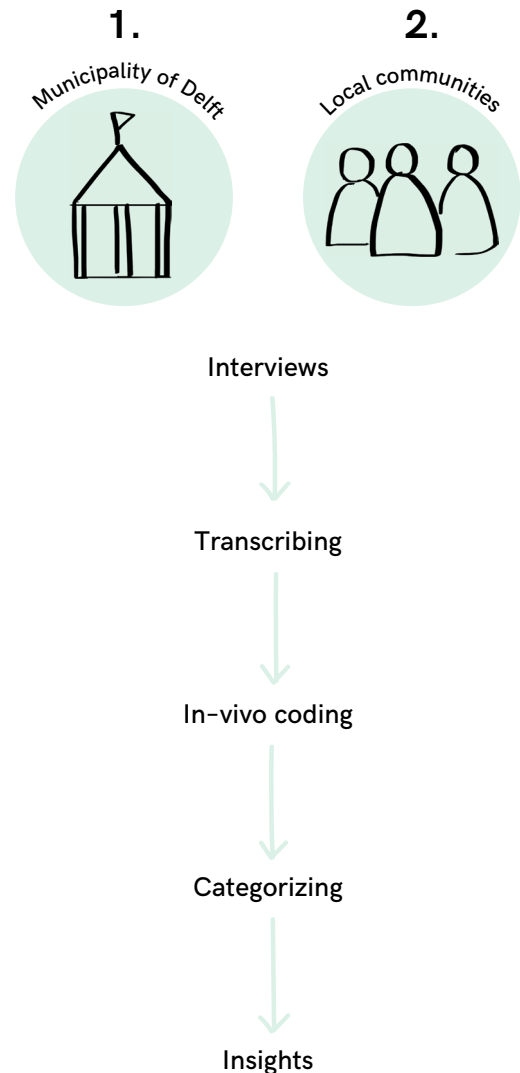 1.
2.
Municipality of Delft
Local communities
Interviews
Transcribing
In-vivo coding
Categorizing
Insights